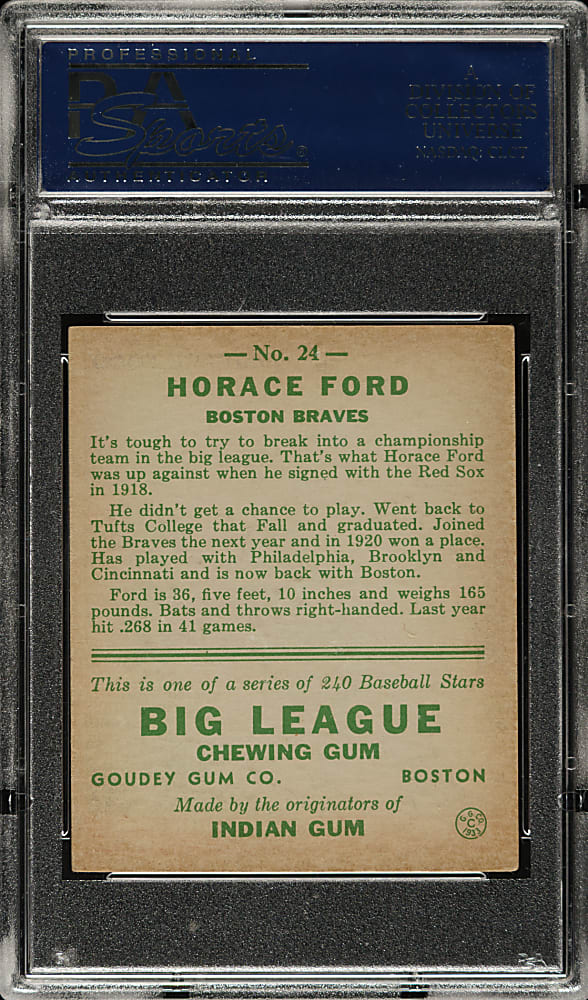 PROFESSIONAL
PSA
Sports®
AUTHENTICATOR
A
DIVISION OF
COLLECTORS
UNIVERSE
NASDAQ: CLCT
— No. 24 —
HORACE FORD
BOSTON BRAVES
It's tough to try to break into a championship
team in the big league. That's what Horace Ford
was up against when he signed with the Red Sox
in 1918.
He didn't get a chance to play. Went back to
Tufts College that Fall and graduated. Joined
the Braves the next year and in 1920 won a place.
Has played with Philadelphia, Brooklyn and
Cincinnati and is now back with Boston.
Ford is 36, five feet, 10 inches and weighs 165
pounds. Bats and throws right-handed. Last year
hit .268 in 41 games.
This is one of a series of 240 Baseball Stars
BIG LEAGUE
CHEWING GUM
GOUDEY GUM CO. BOSTON
Made by the originators of
INDIAN GUM
G.G.CO.
C
1933